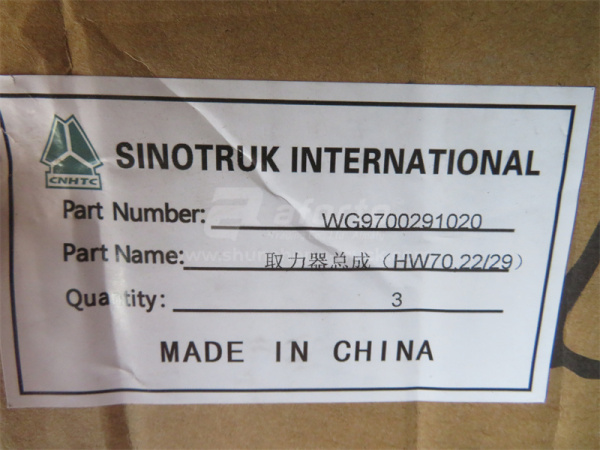 SINOTRUK INTERNATIONAL
CNHTC
Part Number: WG9700291020
Part Name: 取力器总成（HW70.22/29）
Quantity: 3
MADE IN CHINA